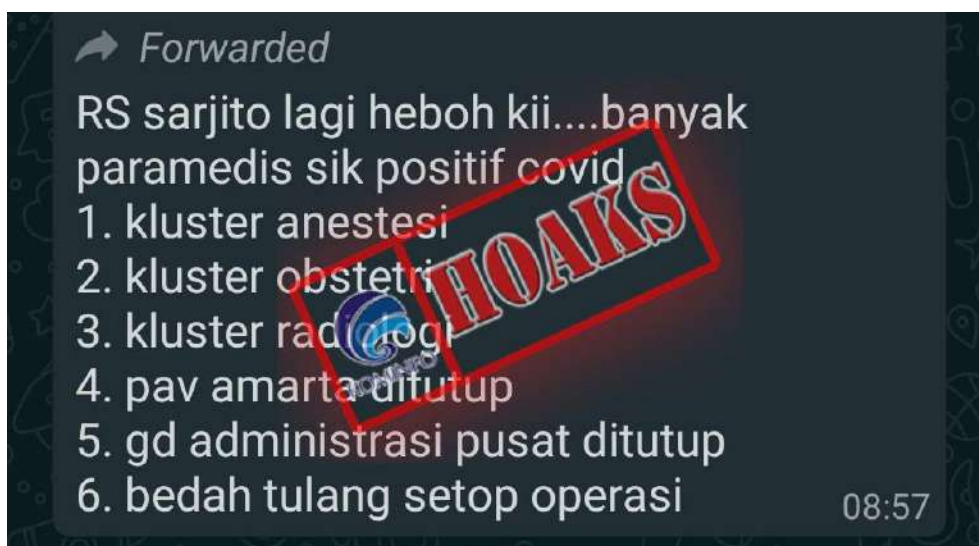 Forwarded
RS sarjito lagi heboh kii....banyak
paramedis sik positif covid
1. kluster anestesi
2. kluster obstetri
3. kluster radiologi
4. pav amarta ditutup
5. gd administrasi pusat ditutup
6. bedah tulang setop operasi
08:57
HOAKS
KOMINFO